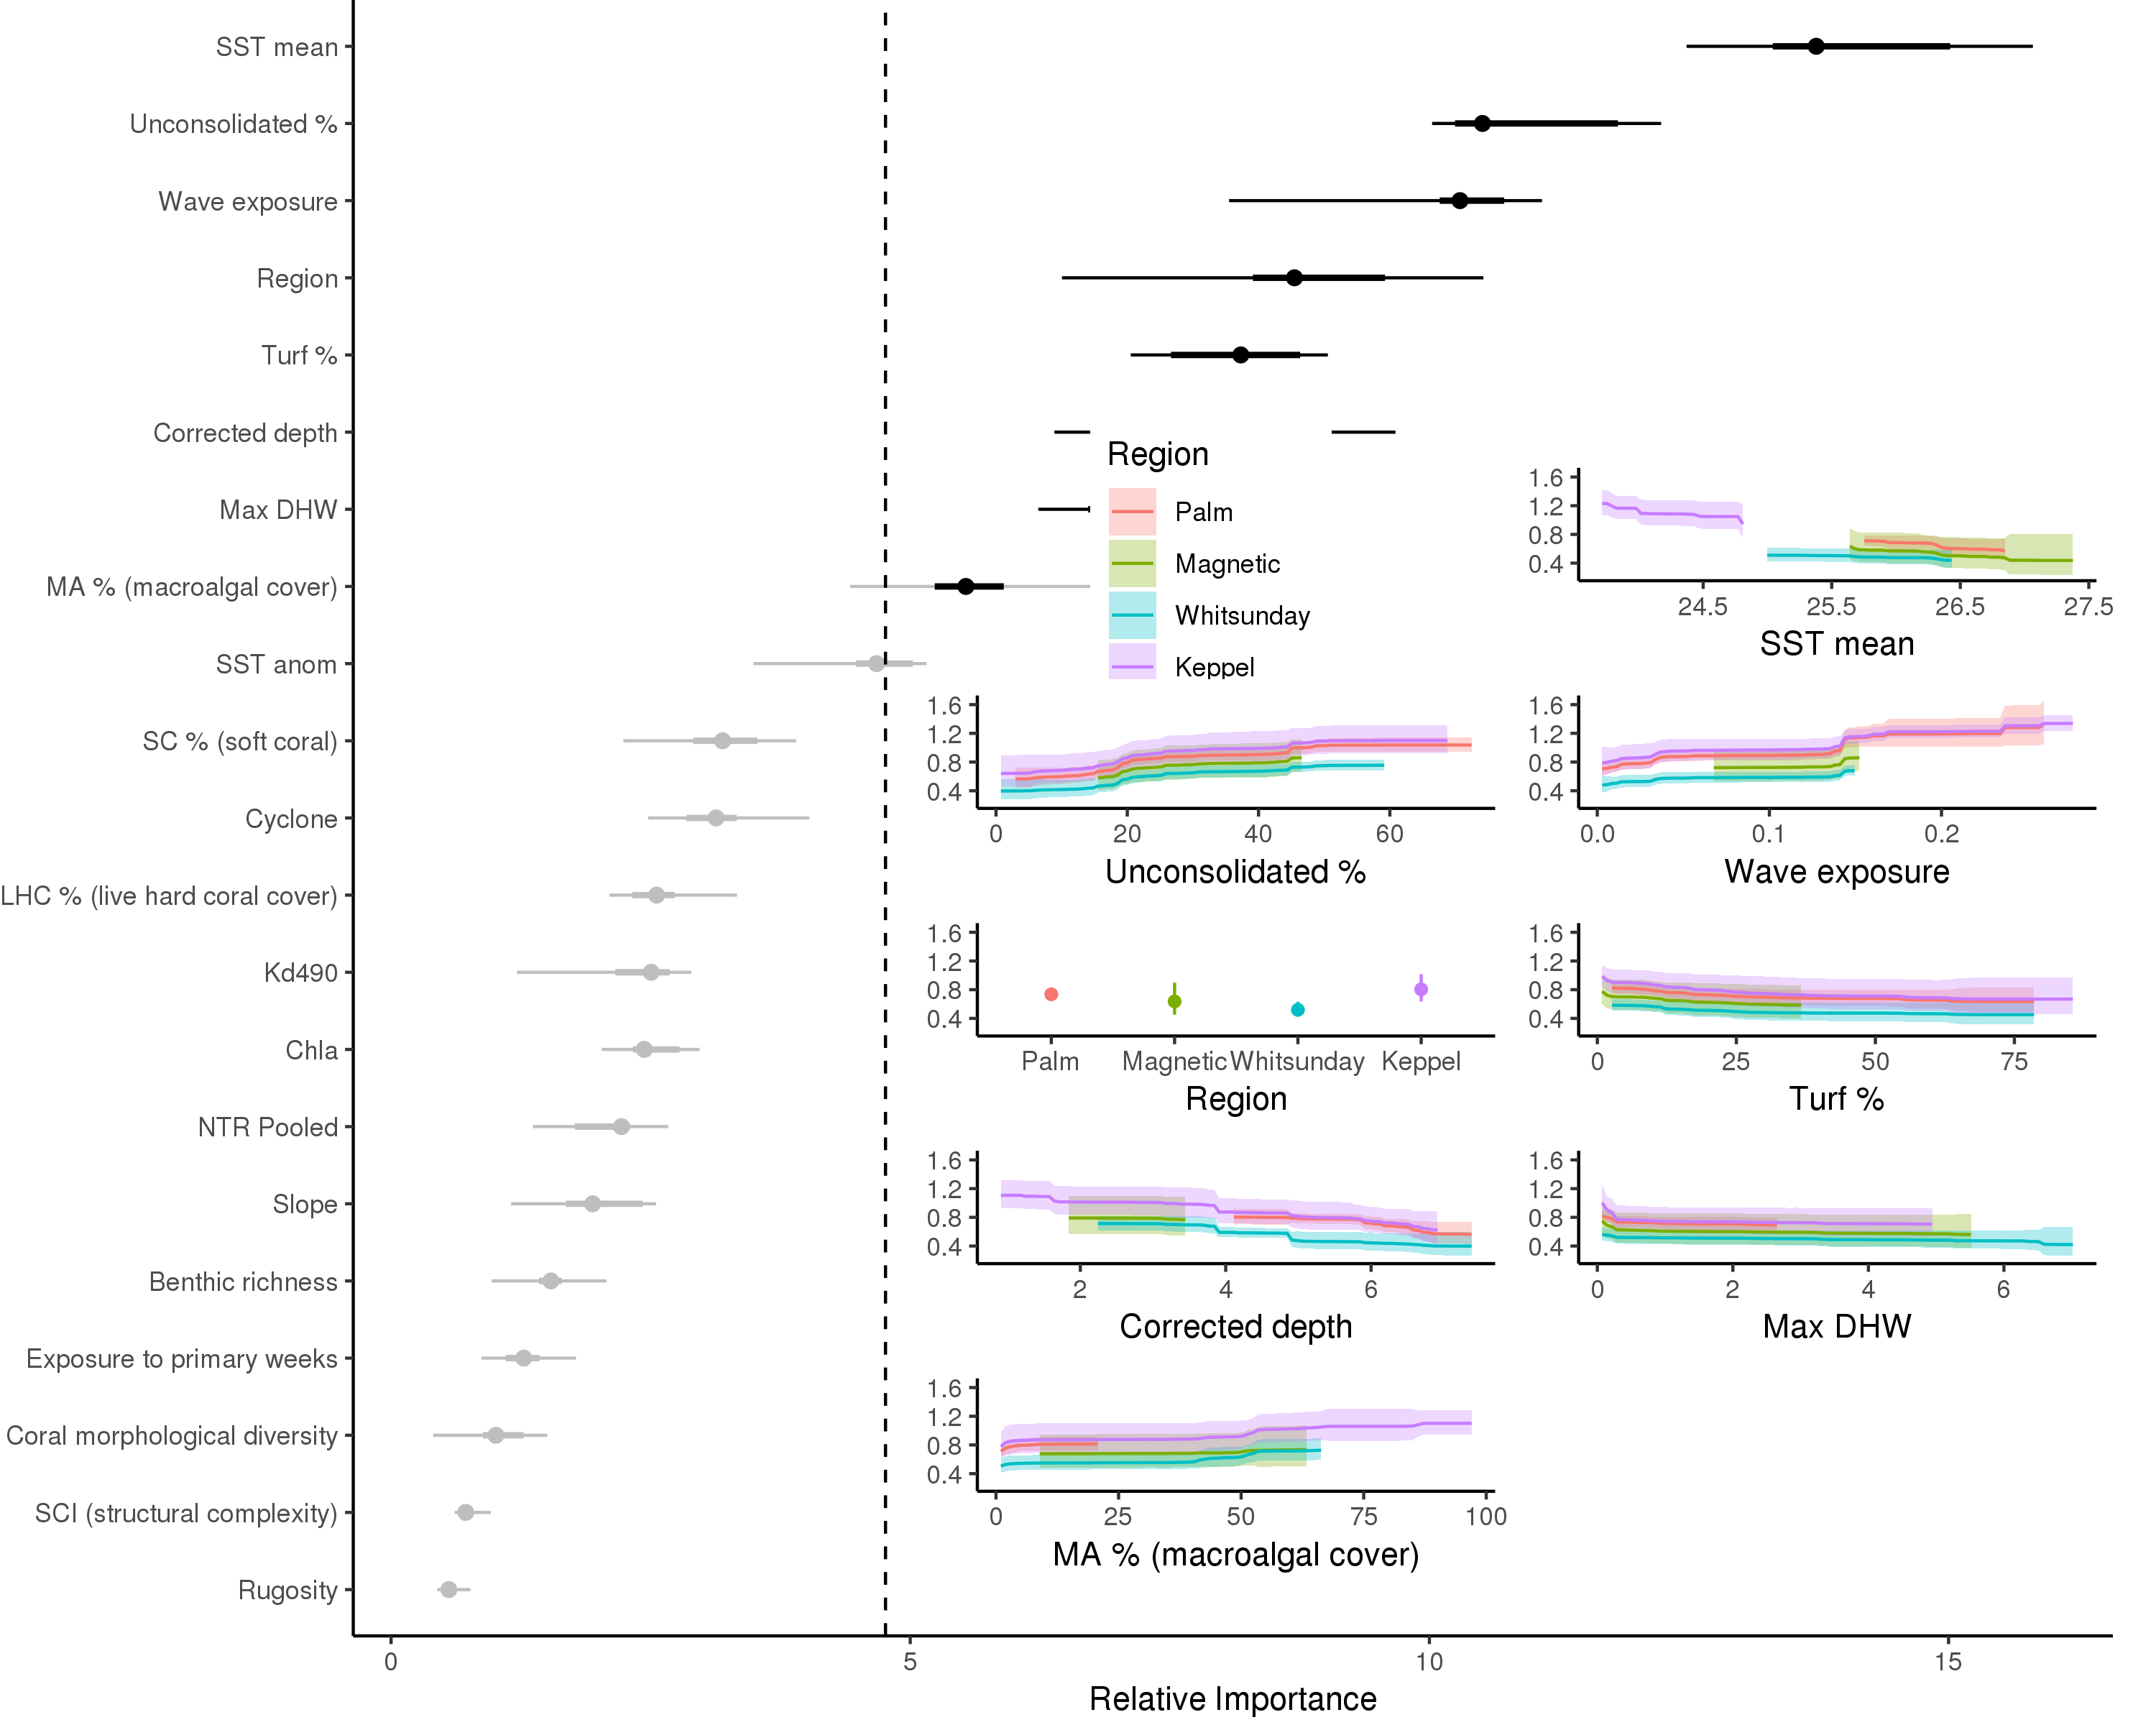 SST mean
Unconsolidated %
Wave exposure
Region
Turf %
Corrected depth
Max DHW
MA % (macroalgal cover)
SST anom
SC % (soft coral)
Cyclone
LHC % (live hard coral cover)
Kd490
Chla
NTR Pooled
Slope
Benthic richness
Exposure to primary weeks
Coral morphological diversity
SCI (structural complexity)
Rugosity
0 5 10 15
Relative Importance
Region
Palm
Magnetic
Whitsunday
Keppel
1.6
1.2
0.8
0.4
24.5 25.5 26.5 27.5
SST mean
1.6
1.2
0.8
0.4
0 20 40 60
Unconsolidated %
1.6
1.2
0.8
0.4
0.0 0.1 0.2
Wave exposure
1.6
1.2
0.8
0.4
Palm Magnetic Whitsunday Keppel
Region
1.6
1.2
0.8
0.4
0 25 50 75
Turf %
1.6
1.2
0.8
0.4
2 4 6
Corrected depth
1.6
1.2
0.8
0.4
0 2 4 6
Max DHW
1.6
1.2
0.8
0.4
0 25 50 75 100
MA % (macroalgal cover)